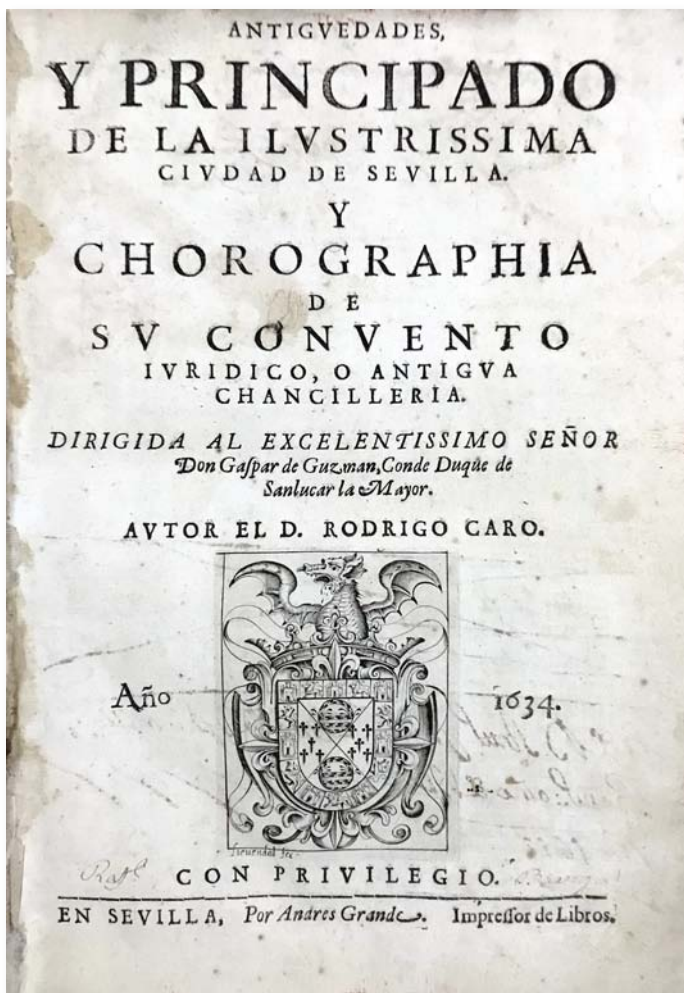 ANTIGVEDADES,
Y PRINCIPADO
DE LA ILVSTRISSIMA
CIVDAD DE SEVILLA.
Y
CHOROGRAPHIA
DE
SV CONVENTO
IVRIDICO, O ANTIGVA
CHANCILLERIA.
DIRIGIDA AL EXCELENTISSIMO SEÑOR
Don Gaſpar de Guzman, Conde Duque de
Sanlucar la Mayor.
AVTOR EL D. RODRIGO CARO.
Año 1634.
CON PRIVILEGIO.
EN SEVILLA, Por Andres Grande. Impreſſor de Libros.